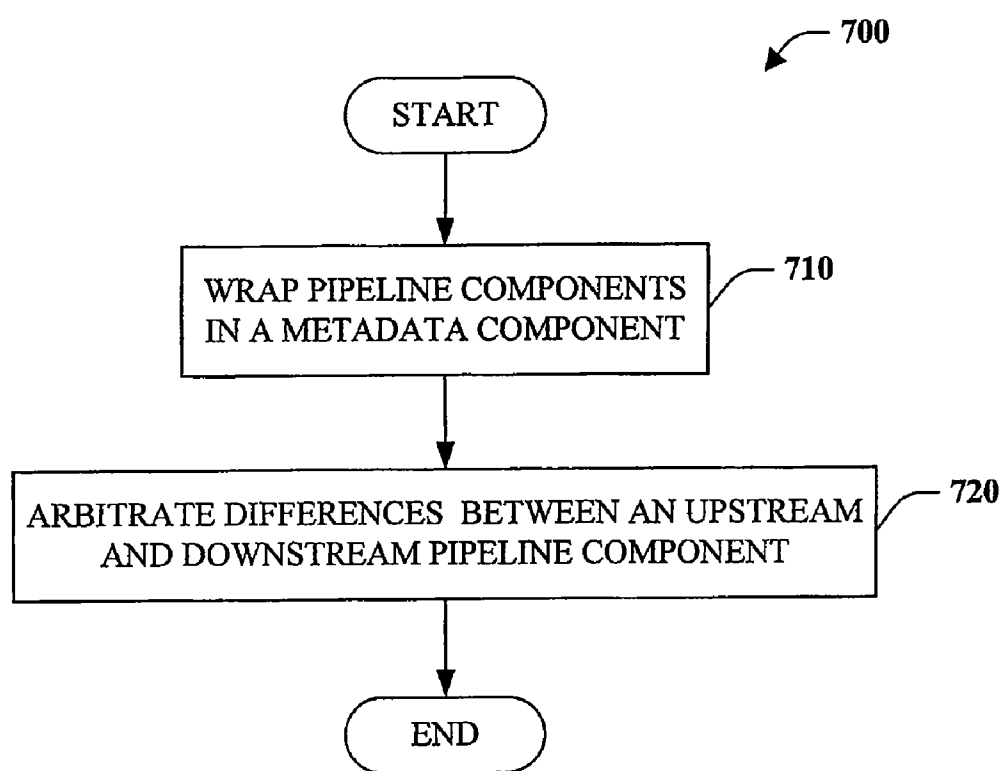 700
START
WRAP PIPELINE COMPONENTS
IN A METADATA COMPONENT
710
ARBITRATE DIFFERENCES BETWEEN AN UPSTREAM
AND DOWNSTREAM PIPELINE COMPONENT
720
END